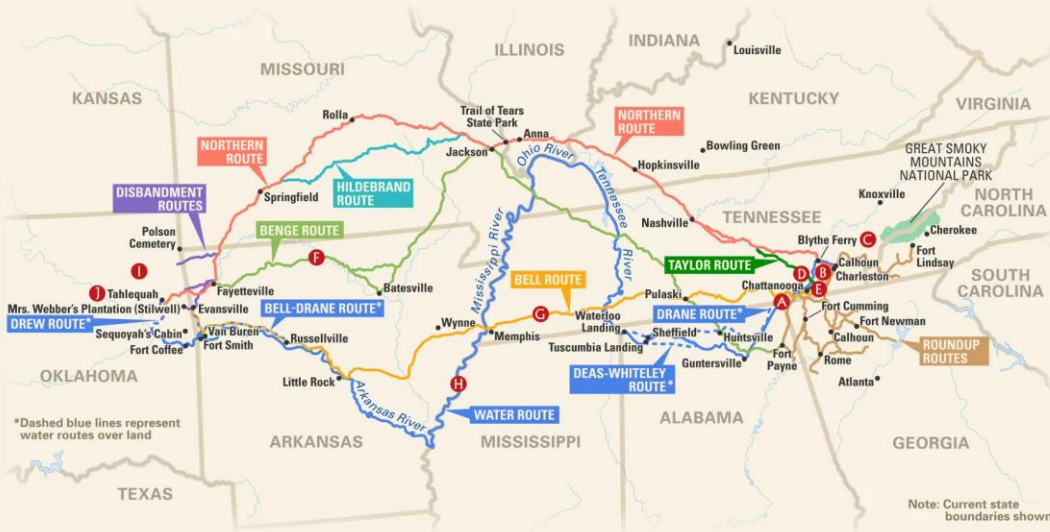 INDIANA
Louisville
ILLINOIS
MISSOURI
KANSAS
KENTUCKY
VIRGINIA
Trail of Tears
State Park
Rolla
Anna
NORTHERN
ROUTE
NORTHERN
ROUTE
Jackson
Ohio River
Bowling Green
GREAT SMOKY
MOUNTAINS
NATIONAL PARK
Hopkinsville
HILDEBRAND
ROUTE
DISBANDMENT
ROUTES
Springfield
Tennessee
River
Knoxville
NORTH
CAROLINA
Nashville
TENNESSEE
Polson
Cemetery
BENGE ROUTE
Mississippi River
Blythe Ferry
C
Cherokee
Fort
Lindsay
F
I
TAYLOR ROUTE
D
B
Calhoun
Charleston
SOUTH
CAROLINA
J
Tahlequah
Fayetteville
Batesville
BELL ROUTE
Pulaski
Chattanooga
E
A
Mrs. Webber's Plantation (Stilwell)
Evansville
BELL-DRANE ROUTE*
DREW ROUTE*
G
DRANE ROUTE*
Fort Cumming
Waterloo
Landing
Wynne
Sequoyah's Cabin
Van Buren
Fort Smith
Fort Coffee
Russellville
Memphis
Sheffield
Tuscumbia Landing
Huntsville
Fort Newman
Calhoun
ROUNDUP
ROUTES
Guntersville
Fort
Payne
Rome
DEAS-WHITELEY
ROUTE*
Atlanta
OKLAHOMA
Little Rock
H
Arkansas River
WATER ROUTE
*Dashed blue lines represent
water routes over land
ALABAMA
ARKANSAS
MISSISSIPPI
GEORGIA
TEXAS
Note: Current state
boundaries shown